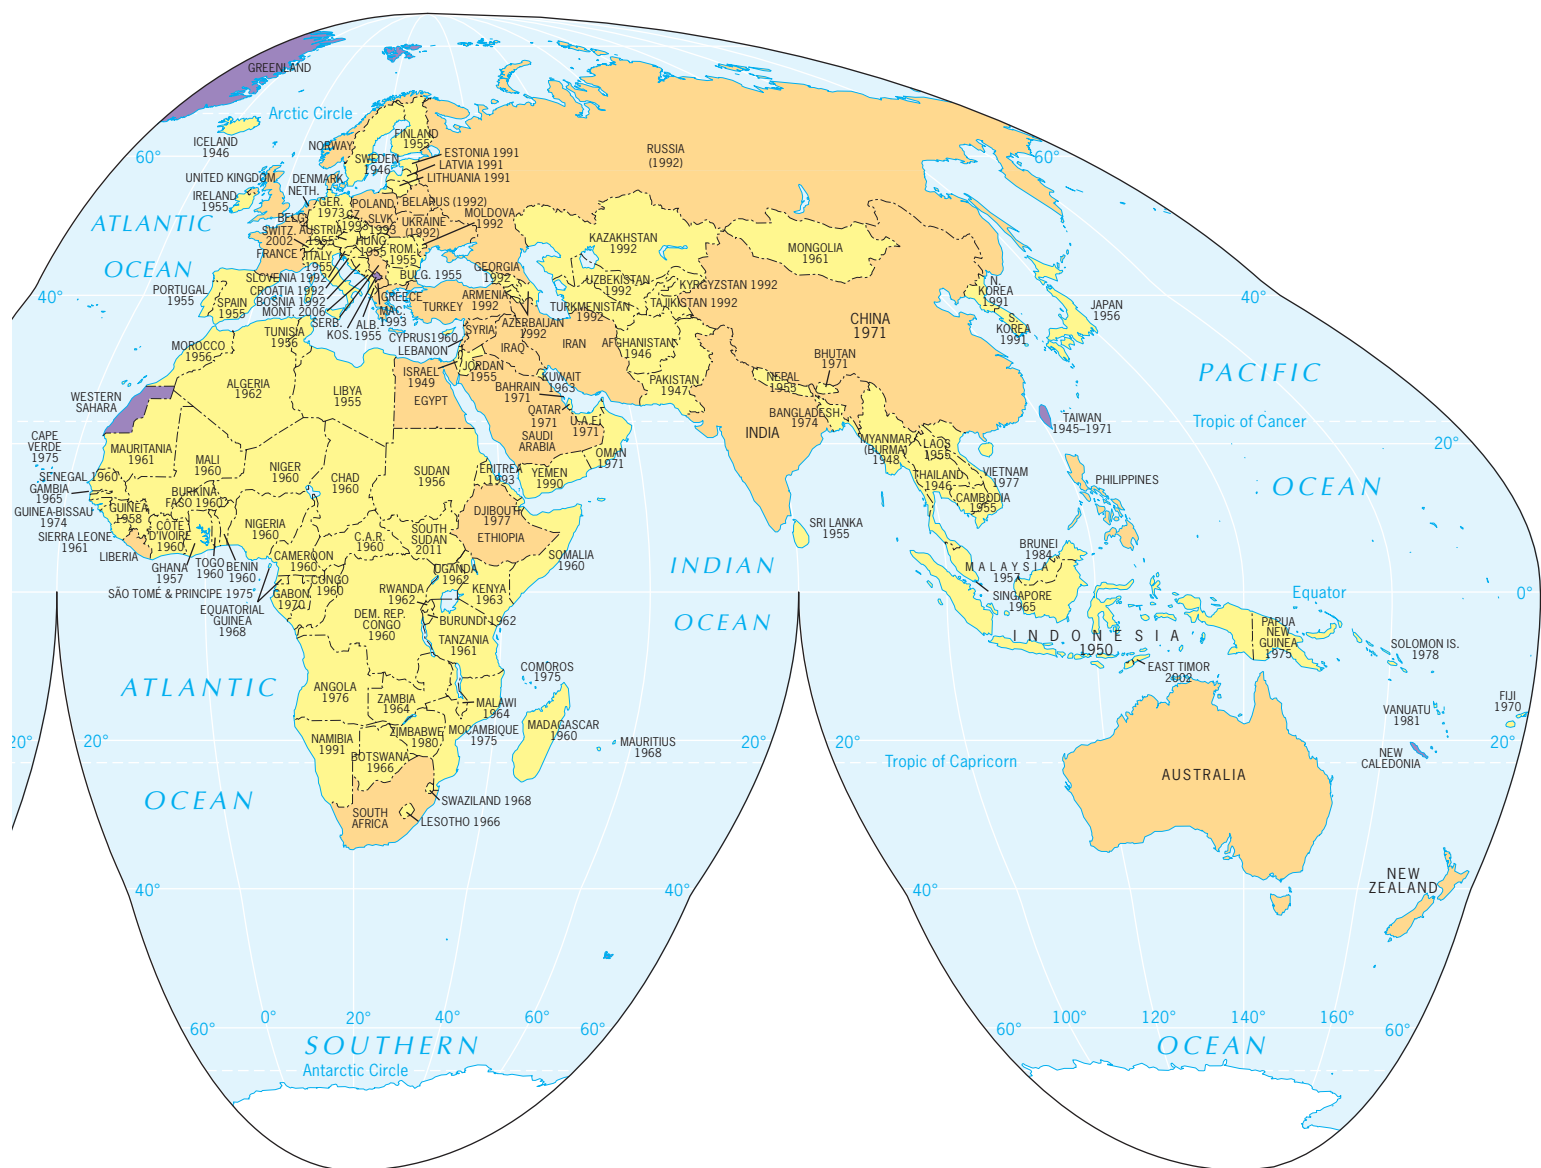 GREENLAND
Arctic Circle
ICELAND
1946
60°
NORWAY
FINLAND
1955
SWEDEN
1946
ESTONIA 1991
LATVIA 1991
LITHUANIA 1991
RUSSIA
(1992)
60°
UNITED KINGDOM
IRELAND
1955
DENMARK
NETH.
GER.
1973
POLAND
BELARUS (1992)
BELG.
CZ.
1993
SLVK.
1993
UKRAINE
(1992)
MOLDOVA
1992
ATLANTIC
OCEAN
SWITZ.
2002
AUSTRIA
1955
HUNG.
1955
ROM.
1955
FRANCE
ITALY
1955
SLOVENIA 1992
CROATIA 1992
BOSNIA 1992
MONT. 2006
SERB.
KOS.
ALB.
1955
MAC.
1993
GREECE
BULG. 1955
GEORGIA
1992
ARMENIA
1992
AZERBAIJAN
1992
KAZAKHSTAN
1992
MONGOLIA
1961
UZBEKISTAN
1992
KYRGYZSTAN 1992
TURKMENISTAN
1992
TAJIKISTAN 1992
40°
PORTUGAL
1955
SPAIN
1955
TURKEY
CYPRUS1960
LEBANON
SYRIA
IRAQ
IRAN
AFGHANISTAN
1946
CHINA
1971
N.
KOREA
1991
S.
KOREA
1991
JAPAN
1956
40°
TUNISIA
1956
MOROCCO
1956
ALGERIA
1962
LIBYA
1955
ISRAEL
1949
JORDAN
1955
EGYPT
KUWAIT
1963
BAHRAIN
1971
QATAR
1971
U.A.E.
1971
SAUDI
ARABIA
OMAN
1971
YEMEN
1990
PAKISTAN
1947
NEPAL
1955
BHUTAN
1971
BANGLADESH
1974
INDIA
MYANMAR
(BURMA)
1948
LAOS
1955
THAILAND
1946
VIETNAM
1977
CAMBODIA
1955
TAIWAN
1945–1971
PACIFIC
OCEAN
Tropic of Cancer
20°
PHILIPPINES
WESTERN
SAHARA
CAPE
VERDE
1975
MAURITANIA
1961
MALI
1960
NIGER
1960
CHAD
1960
SUDAN
1956
ERITREA
1993
SENEGAL 1960
GAMBIA
1965
GUINEA-BISSAU
1974
GUINEA
1958
SIERRA LEONE
1961
LIBERIA
BURKINA
FASO 1960
CÔTE
D'IVOIRE
1960
GHANA
1957
TOGO
1960
BENIN
1960
NIGERIA
1960
CAMEROON
1960
C.A.R.
1960
SOUTH
SUDAN
2011
DJIBOUTI
1977
ETHIOPIA
SOMALIA
1960
SRI LANKA
1955
INDIAN
OCEAN
BRUNEI
1984
MALAYSIA
1957
SINGAPORE
1965
INDONESIA
1950
EAST TIMOR
2002
PAPUA
NEW
GUINEA
1975
Equator
0°
SOLOMON IS.
1978
FIJI
1970
VANUATU
1981
NEW
CALEDONIA
SÃO TOMÉ & PRINCIPE 1975
EQUATORIAL
GUINEA
1968
GABON
1970
CONGO
1960
UGANDA
1962
KENYA
1963
RWANDA
1962
BURUNDI 1962
DEM. REP.
CONGO
1960
TANZANIA
1961
COMOROS
1975
ANGOLA
1976
ZAMBIA
1964
MALAWI
1964
MOCAMBIQUE
1975
MADAGASCAR
1960
MAURITIUS
1968
NAMIBIA
1991
ZIMBABWE
1980
BOTSWANA
1966
SWAZILAND 1968
LESOTHO 1966
SOUTH
AFRICA
ATLANTIC
OCEAN
20°
20°
20°
20°
20°
Tropic of Capricorn
AUSTRALIA
NEW
ZEALAND
40°
40°
40°
60°
0°
20°
40°
60°
60°
60°
100°
120°
140°
160°
60°
SOUTHERN
OCEAN
Antarctic Circle